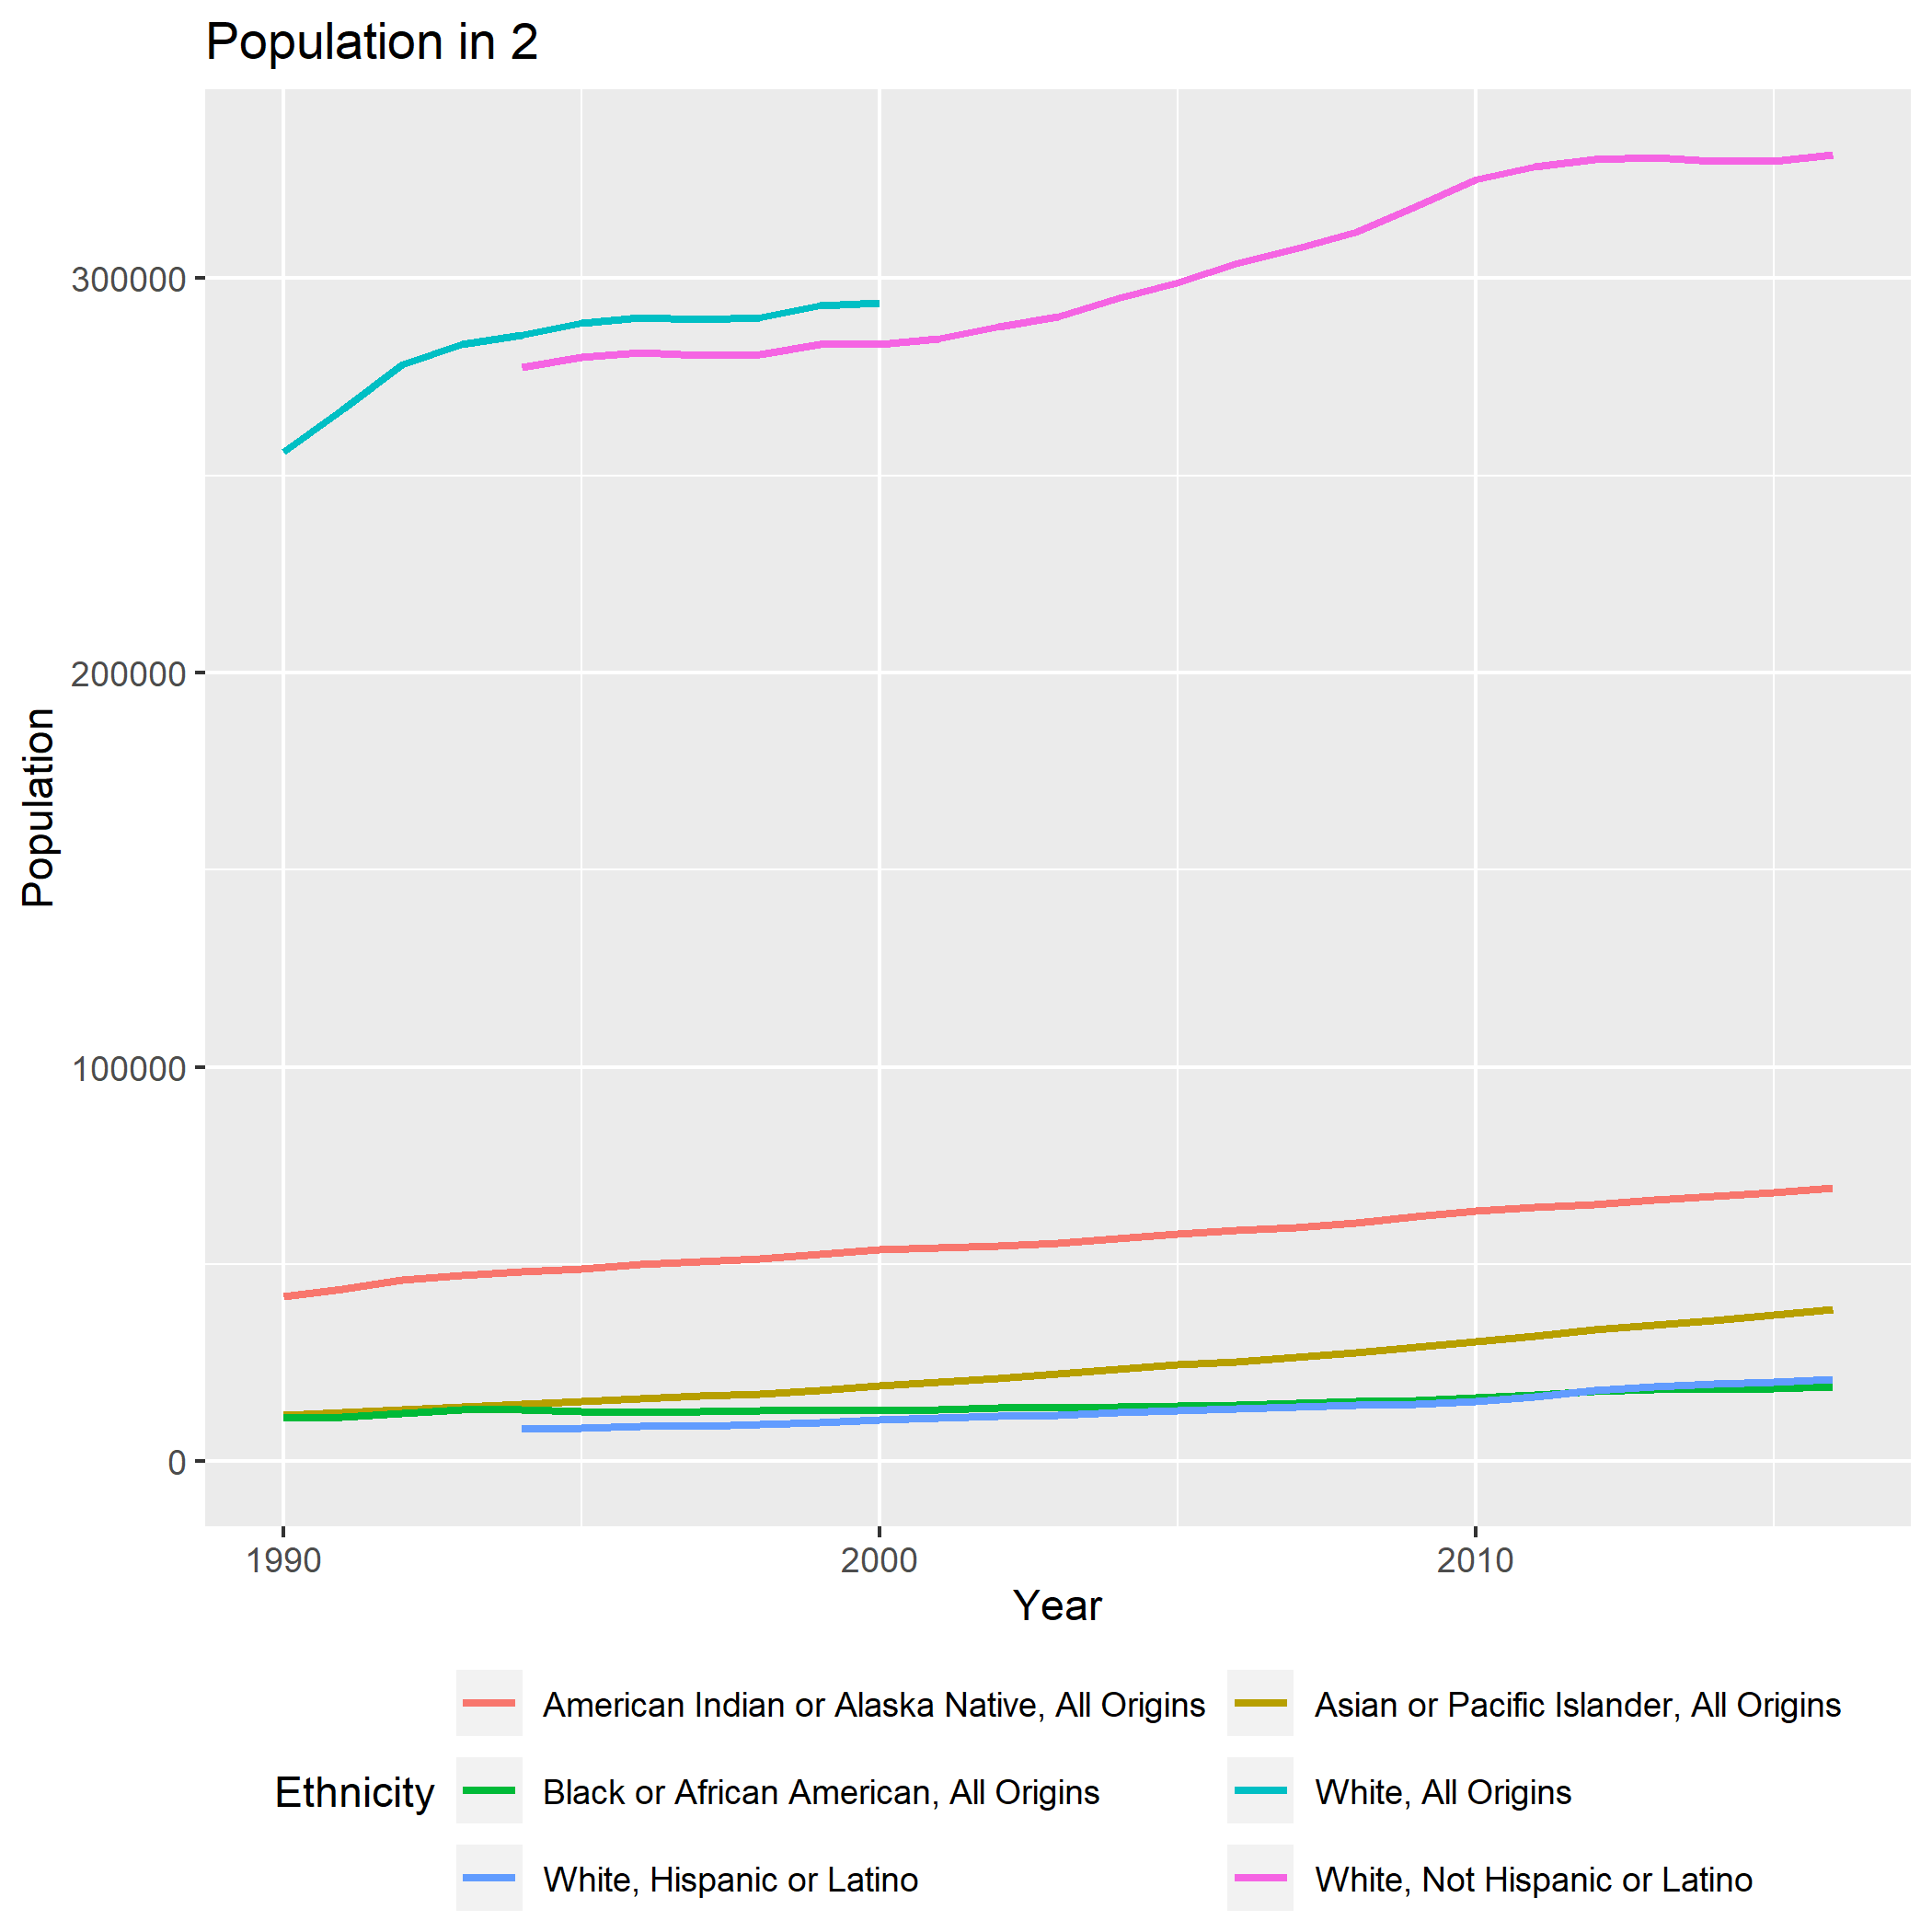 Population in 2
300000
200000
100000
0
Population
1990
2000
2010
Year
Ethnicity
American Indian or Alaska Native, All Origins
Asian or Pacific Islander, All Origins
Black or African American, All Origins
White, All Origins
White, Hispanic or Latino
White, Not Hispanic or Latino